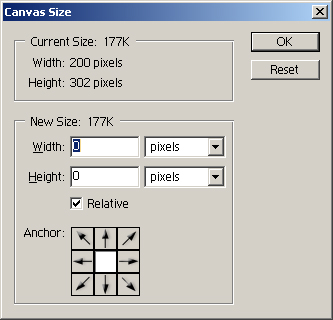 Canvas Size
Current Size: 177K
OK
Width: 200 pixels
Reset
Height: 302 pixels
New Size: 177K
Width: 0 pixels
Height: 0 pixels
Relative
Anchor: